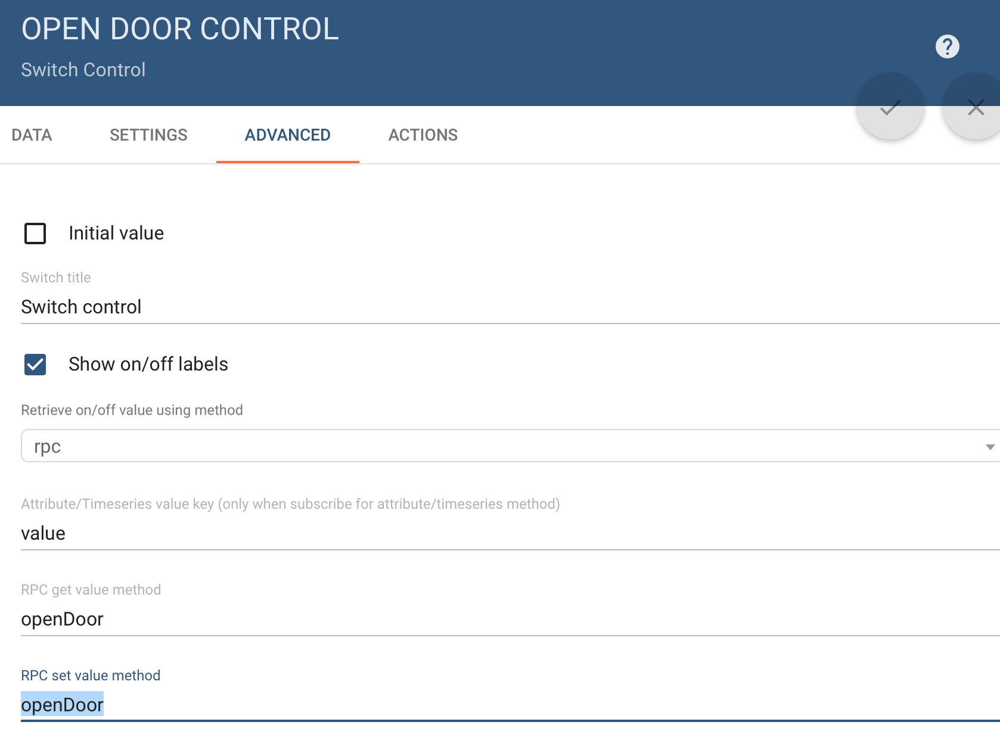 OPEN DOOR CONTROL
Switch Control
?
DATA SETTINGS ADVANCED ACTIONS
Initial value
Switch title
Switch control
Show on/off labels
Retrieve on/off value using method
rpc
Attribute/Timeseries value key (only when subscribe for attribute/timeseries method)
value
RPC get value method
openDoor
RPC set value method
openDoor